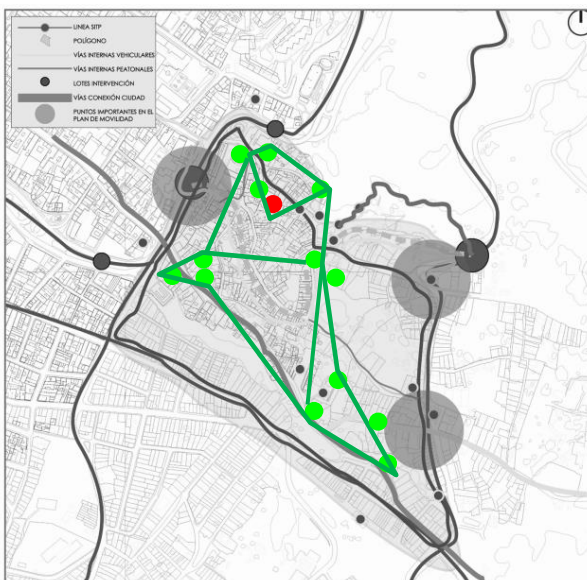 LINEA SITP
POLÍGONO
VÍAS INTERNAS VEHICULARES
VÍAS INTERNAS PEATONALES
LOTES INTERVENCIÓN
VÍAS CONEXIÓN CIUDAD
PUNTOS IMPORTANTES EN EL
PLAN DE MOVILIDAD